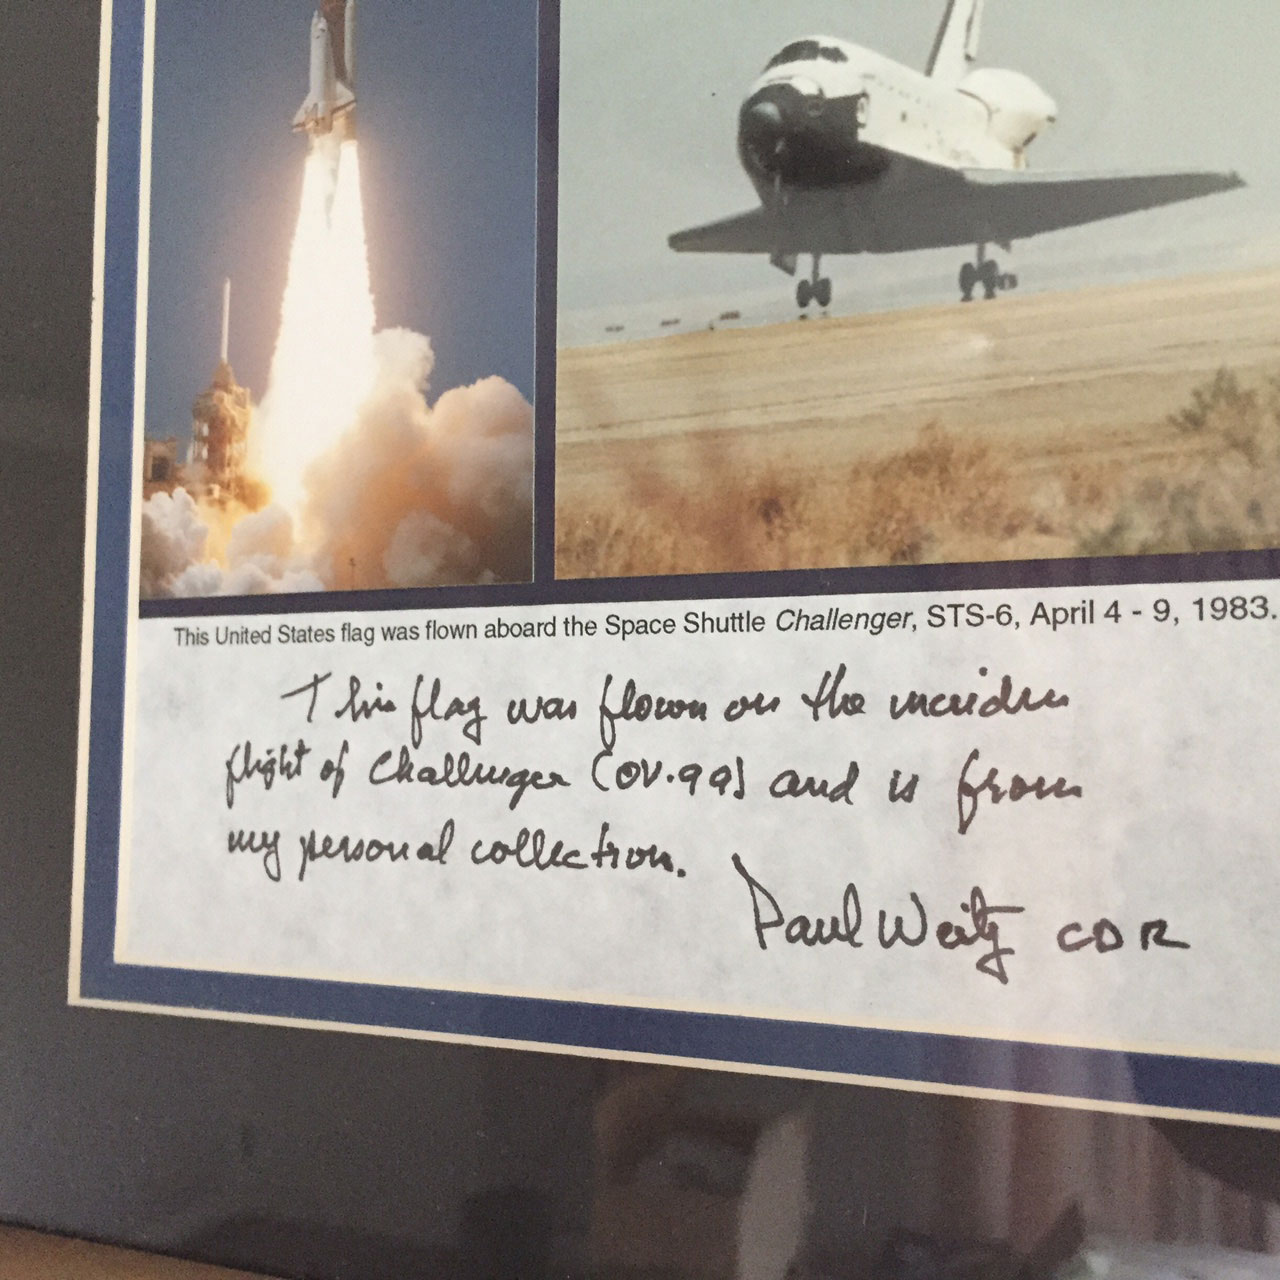 This United States flag was flown aboard the Space Shuttle Challenger, STS-6, April 4 - 9, 1983.
This flag was flown on the maiden
flight of Challenger (OV-99) and is from
my personal collection.
Paul Weitz CDR